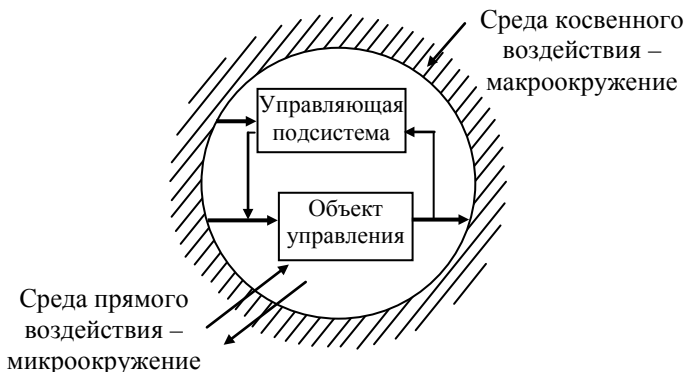 Среда косвенного
воздействия –
макроокружение
Управляющая
подсистема
Объект
управления
Среда прямого
воздействия –
микроокружение